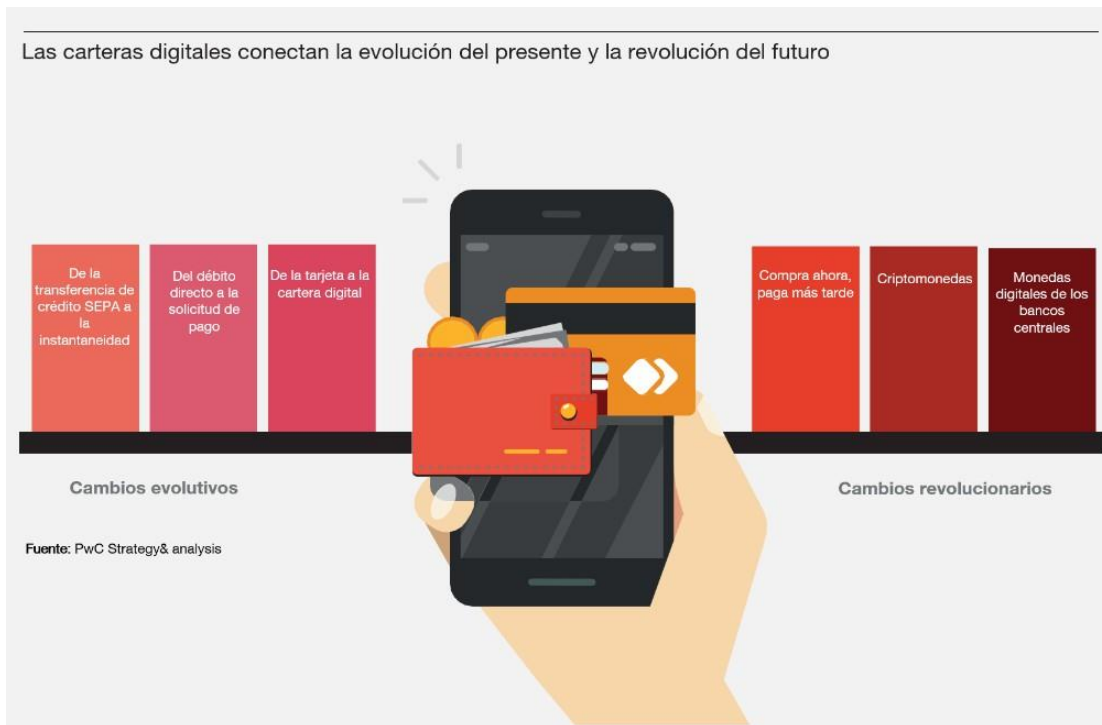 Las carteras digitales conectan la evolución del presente y la revolución del futuro
De la
transferencia de
crédito SEPA a
la
instantaneidad
Del débito
directo a la
solicitud de
pago
De la tarjeta a la
cartera digital
Compra ahora,
paga más tarde
Criptomonedas
Monedas
digitales de los
bancos
centrales
Cambios evolutivos
Cambios revolucionarios
Fuente: PwC Strategy& analysis